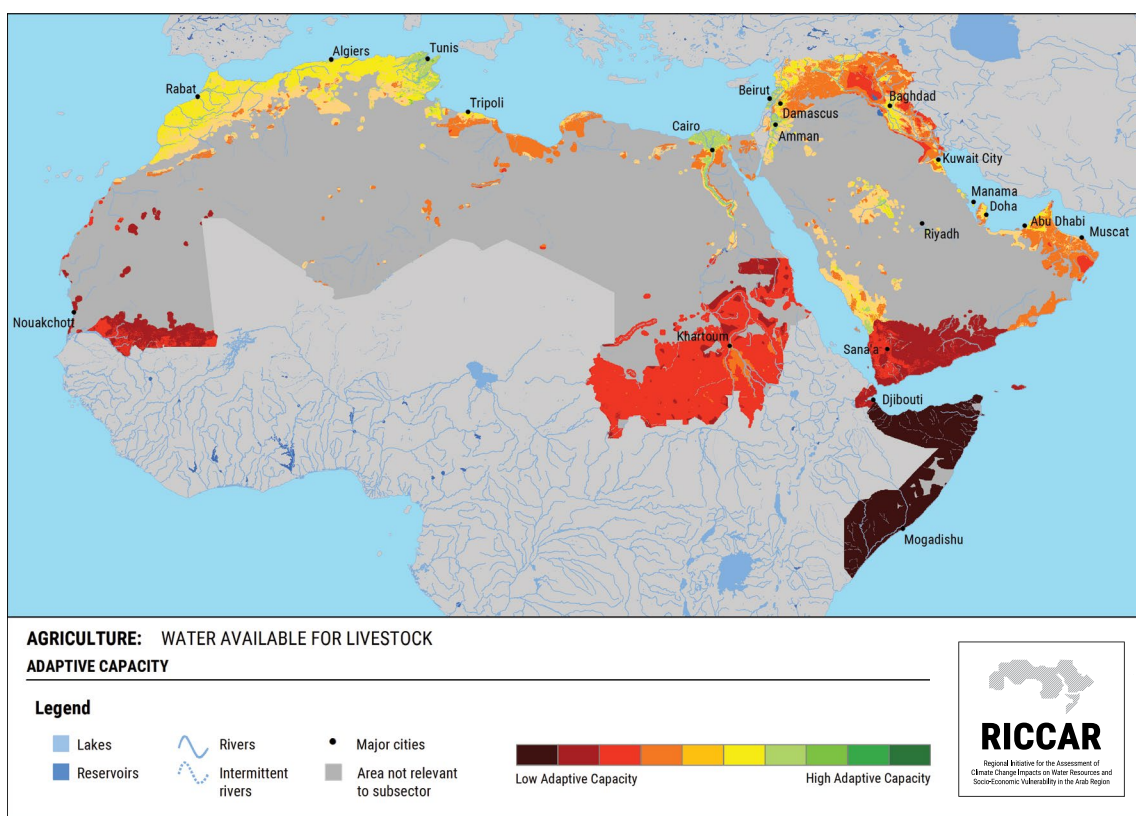 Algiers
Tunis
Rabat
Tripoli
Beirut
Baghdad
Damascus
Cairo
Amman
Kuwait City
Manama
Doha
Abu Dhabi
Riyadh
Muscat
Nouakchott
Khartoum
Sana'a
Djibouti
Mogadishu
AGRICULTURE: WATER AVAILABLE FOR LIVESTOCK
ADAPTIVE CAPACITY
Legend
Lakes
Rivers
Major cities
Reservoirs
Intermittent
rivers
Area not relevant
to subsector
Low Adaptive Capacity
High Adaptive Capacity
RICCAR
Regional Initiative for the Assessment of
Climate Change Impacts on Water Resources and
Socio-Economic Vulnerability in the Arab Region